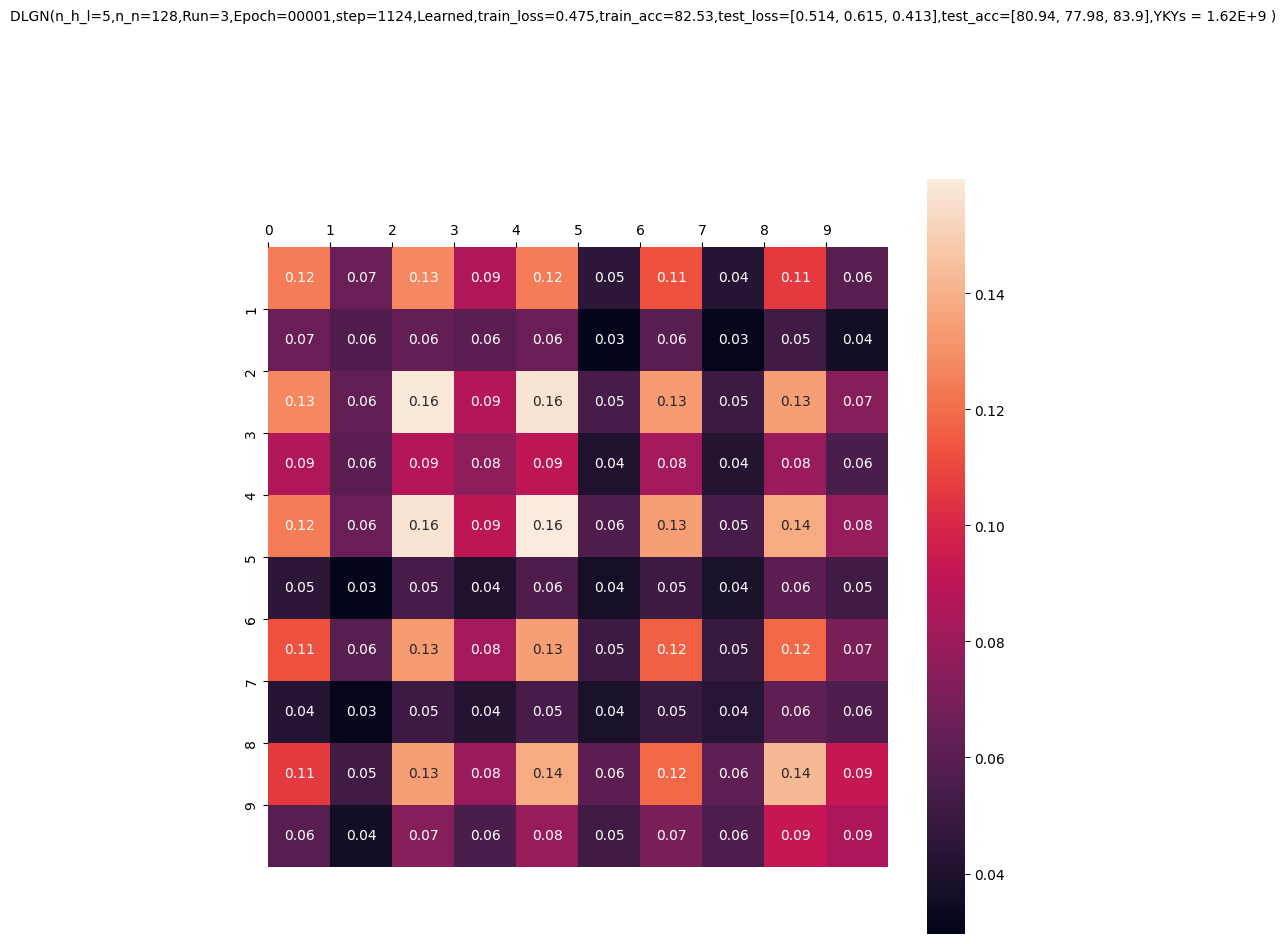 DLGN(n_h_l=5,n_n=128,Run=3,Epoch=00001,step=1124,Learned,train_loss=0.475,train_acc=82.53,test_loss=[0.514, 0.615, 0.413],test_acc=[80.94, 77.98, 83.9],YKYs = 1.62E+9 )
0 1 2 3 4 5 6 7 8 9
0.12 0.07 0.13 0.09 0.12 0.05 0.11 0.04 0.11 0.06
1
0.07 0.06 0.06 0.06 0.06 0.03 0.06 0.03 0.05 0.04
2
0.13 0.06 0.16 0.09 0.16 0.05 0.13 0.05 0.13 0.07
3
0.09 0.06 0.09 0.08 0.09 0.04 0.08 0.04 0.08 0.06
4
0.12 0.06 0.16 0.09 0.16 0.06 0.13 0.05 0.14 0.08
5
0.05 0.03 0.05 0.04 0.06 0.04 0.05 0.04 0.06 0.05
6
0.11 0.06 0.13 0.08 0.13 0.05 0.12 0.05 0.12 0.07
7
0.04 0.03 0.05 0.04 0.05 0.04 0.05 0.04 0.06 0.06
8
0.11 0.05 0.13 0.08 0.14 0.06 0.12 0.06 0.14 0.09
9
0.06 0.04 0.07 0.06 0.08 0.05 0.07 0.06 0.09 0.09
0.14
0.12
0.10
0.08
0.06
0.04